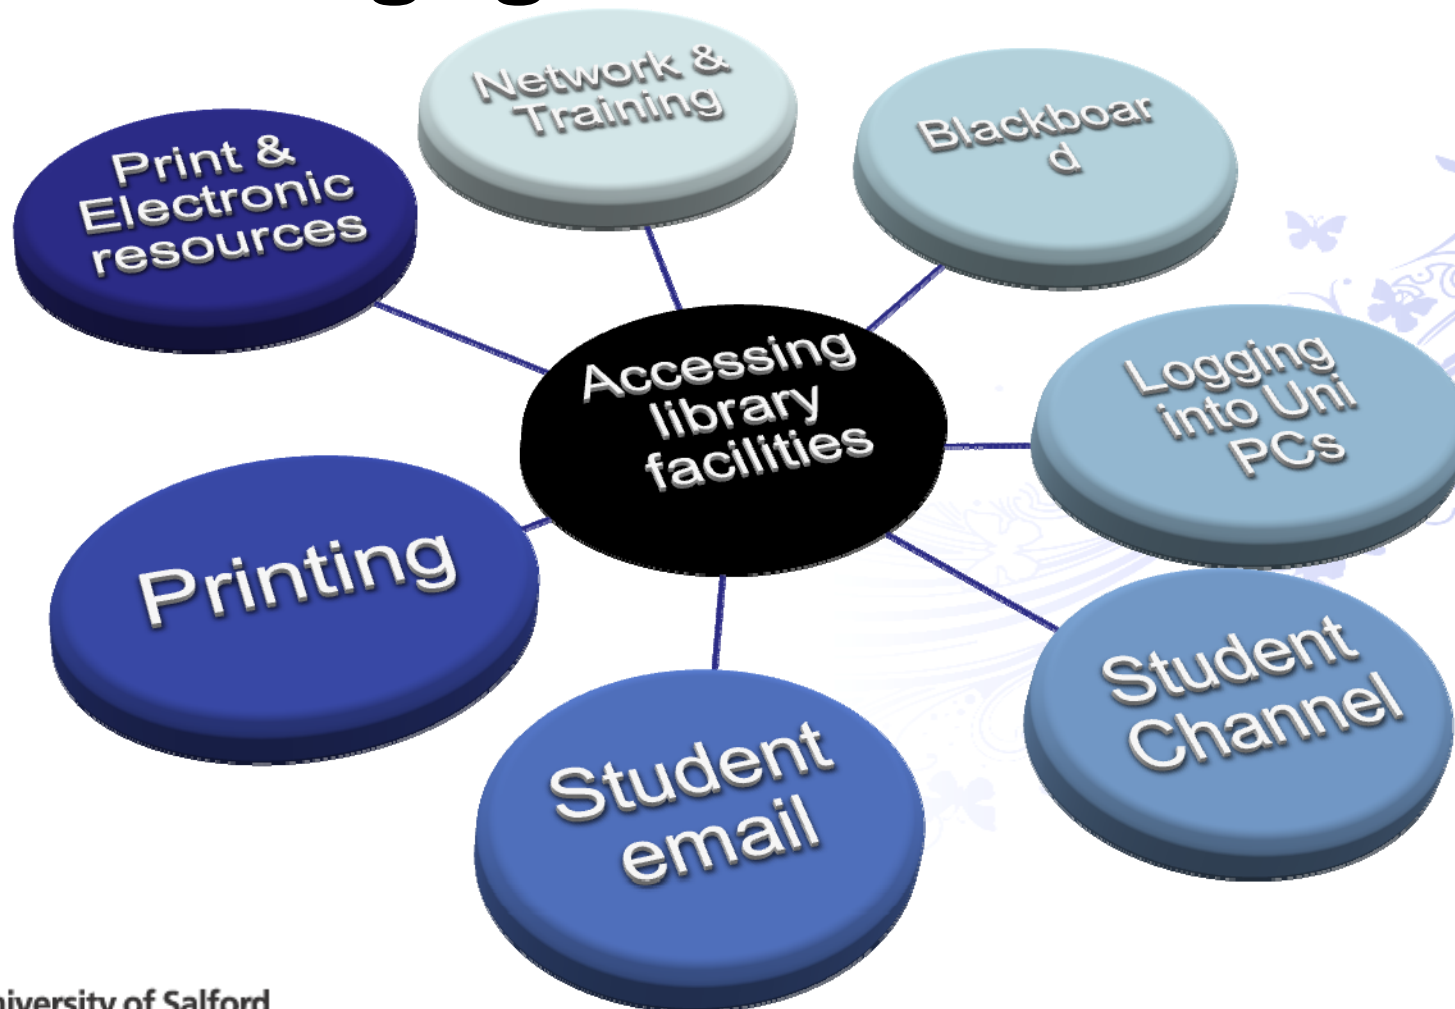 Network &
Training
Blackboar
d
Print &
Electronic
resources
Accessing
library
facilities
Logging
into Uni
PCs
Printing
Student
Channel
Student
email
University of Salford